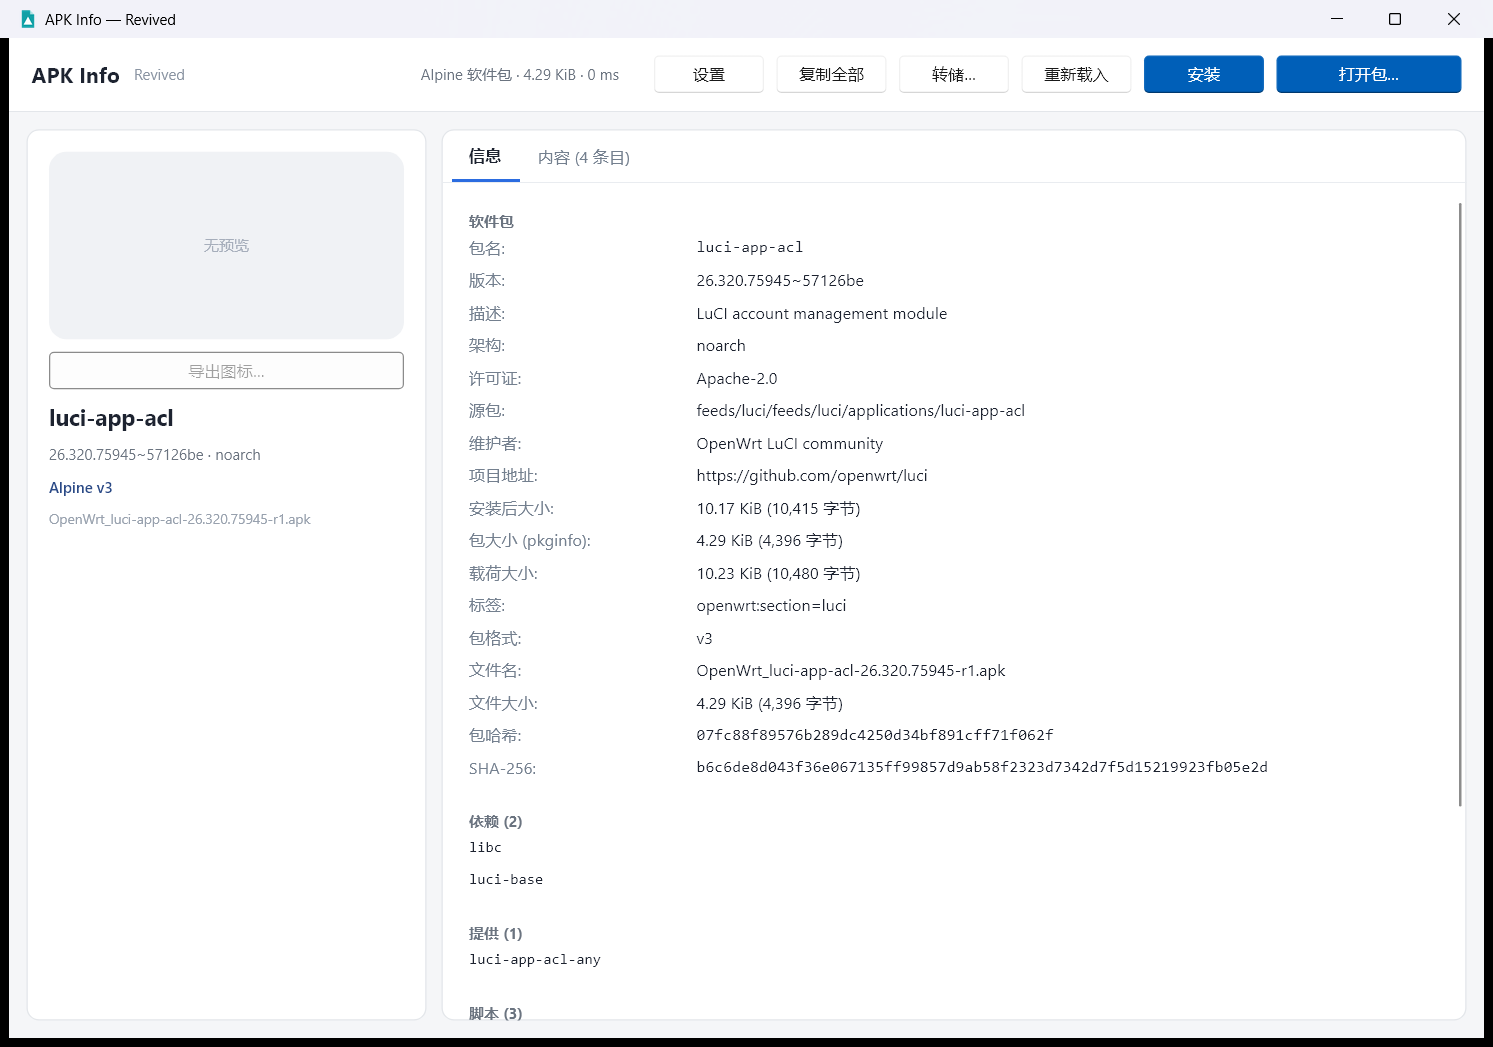 APK Info — Revived
APK Info Revived
Alpine 软件包 · 4.29 KiB · 0 ms
设置
复制全部
转储...
重新载入
安装
打开包...
无预览
导出图标...
luci-app-acl
26.320.75945~57126be · noarch
Alpine v3
OpenWrt_luci-app-acl-26.320.75945-r1.apk
信息
内容 (4 条目)
软件包
包名: luci-app-acl
版本: 26.320.75945~57126be
描述: LuCI account management module
架构: noarch
许可证: Apache-2.0
源包: feeds/luci/feeds/luci/applications/luci-app-acl
维护者: OpenWrt LuCI community
项目地址: https://github.com/openwrt/luci
安装后大小: 10.17 KiB (10,415 字节)
包大小 (pkginfo): 4.29 KiB (4,396 字节)
载荷大小: 10.23 KiB (10,480 字节)
标签: openwrt:section=luci
包格式: v3
文件名: OpenWrt_luci-app-acl-26.320.75945-r1.apk
文件大小: 4.29 KiB (4,396 字节)
包哈希: 07fc88f89576b289dc4250d34bf891cff71f062f
SHA-256: b6c6de8d043f36e067135ff99857d9ab58f2323d7342d7f5d15219923fb05e2d
依赖 (2)
libc
luci-base
提供 (1)
luci-app-acl-any
脚本 (3)